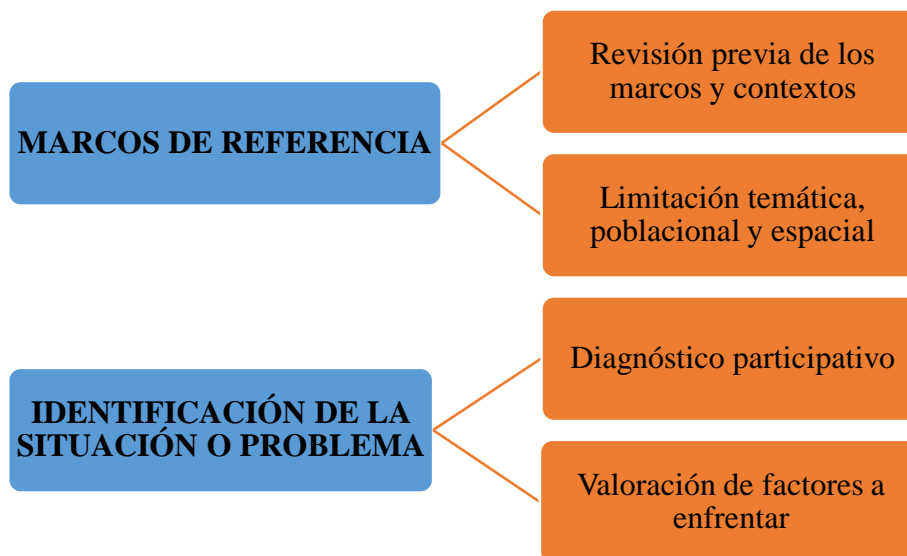 MARCOS DE REFERENCIA
Revisión previa de los
marcos y contextos
Limitación temática,
poblacional y espacial
IDENTIFICACIÓN DE LA
SITUACIÓN O PROBLEMA
Diagnóstico participativo
Valoración de factores a
enfrentar